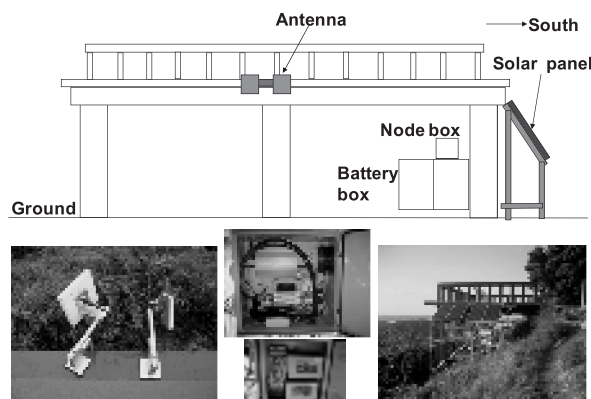 Antenna
South
Solar panel
Node box
Battery
box
Ground